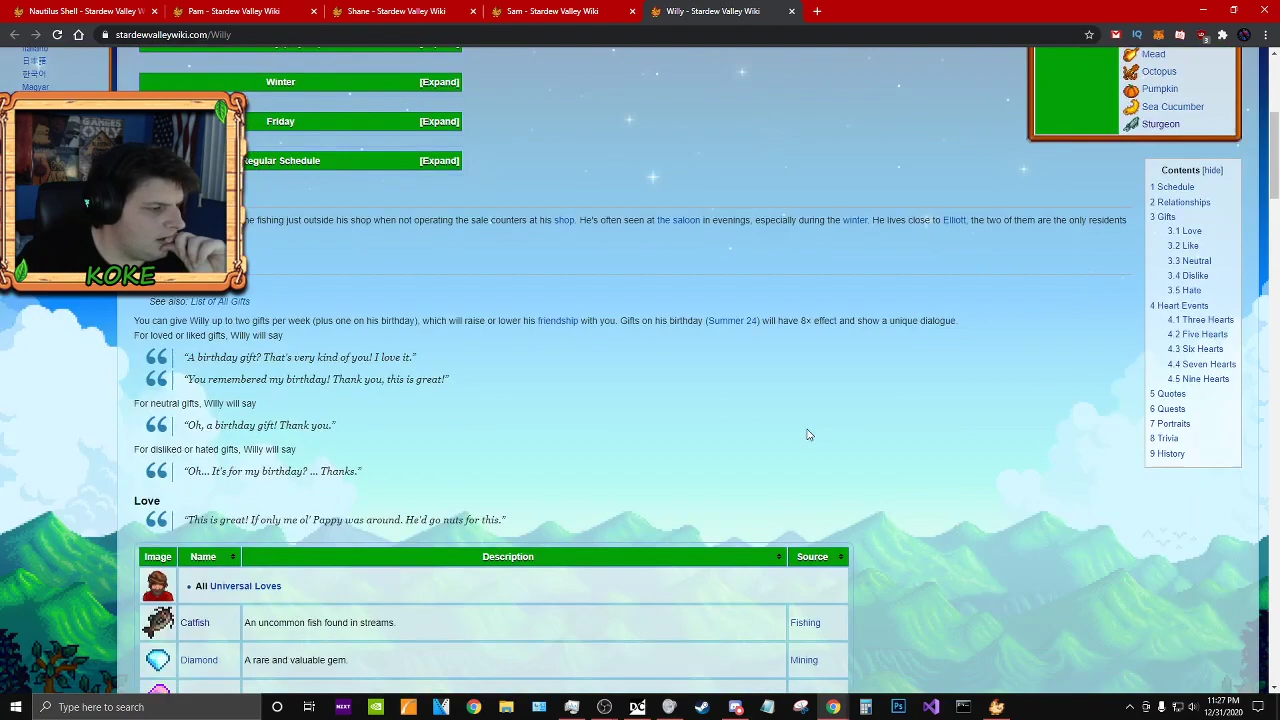 Nautilus Shell - Stardew Valley W
Pam - Stardew Valley Wiki
Shane - Stardew Valley Wiki
Sam - Stardew Valley Wiki
Willy - Stardew Valley Wiki
stardewvalleywiki.com/Willy
Italiano
日本語
한국어
Magyar
Winter [Expand]
Friday [Expand]
Regular Schedule [Expand]
Mead
Octopus
Pumpkin
Sea Cucumber
Sturgeon
GAMERS ONLY
KOKE
fishing just outside his shop when not operating the sale counters at his shop. He's often seen at the saloon in evenings, especially during the winter. He lives close to Elliott, the two of them are the only residents
See also: List of All Gifts
You can give Willy up to two gifts per week (plus one on his birthday), which will raise or lower his friendship with you. Gifts on his birthday (Summer 24) will have 8× effect and show a unique dialogue.
For loved or liked gifts, Willy will say
“A birthday gift? That's very kind of you! I love it.”
“You remembered my birthday! Thank you, this is great!”
For neutral gifts, Willy will say
“Oh, a birthday gift! Thank you.”
For disliked or hated gifts, Willy will say
“Oh... It's for my birthday? ... Thanks.”
Love
“This is great! If only me ol' Pappy was around. He'd go nuts for this.”
Image Name Description Source
• All Universal Loves
Catfish An uncommon fish found in streams. Fishing
Diamond A rare and valuable gem. Mining
Contents [hide]
1 Schedule
2 Relationships
3 Gifts
3.1 Love
3.2 Like
3.3 Neutral
3.4 Dislike
3.5 Hate
4 Heart Events
4.1 Three Hearts
4.2 Five Hearts
4.3 Six Hearts
4.4 Seven Hearts
4.5 Nine Hearts
5 Quotes
6 Quests
7 Portraits
8 Trivia
9 History
Type here to search
NEXT
Ps
11:27 PM
12/31/2020